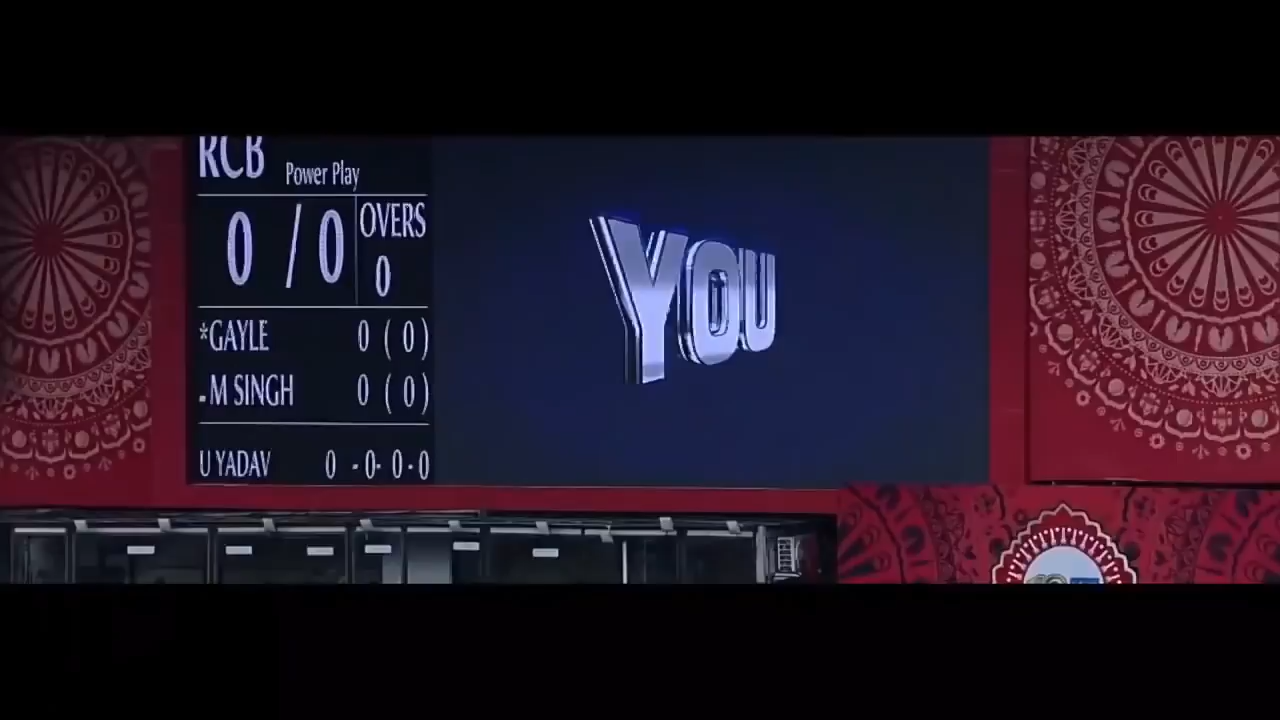 RCB Power Play
0 / 0 OVERS 0
*GAYLE 0 ( 0 )
.M SINGH 0 ( 0 )
U YADAV 0 -0- 0-0
YOU